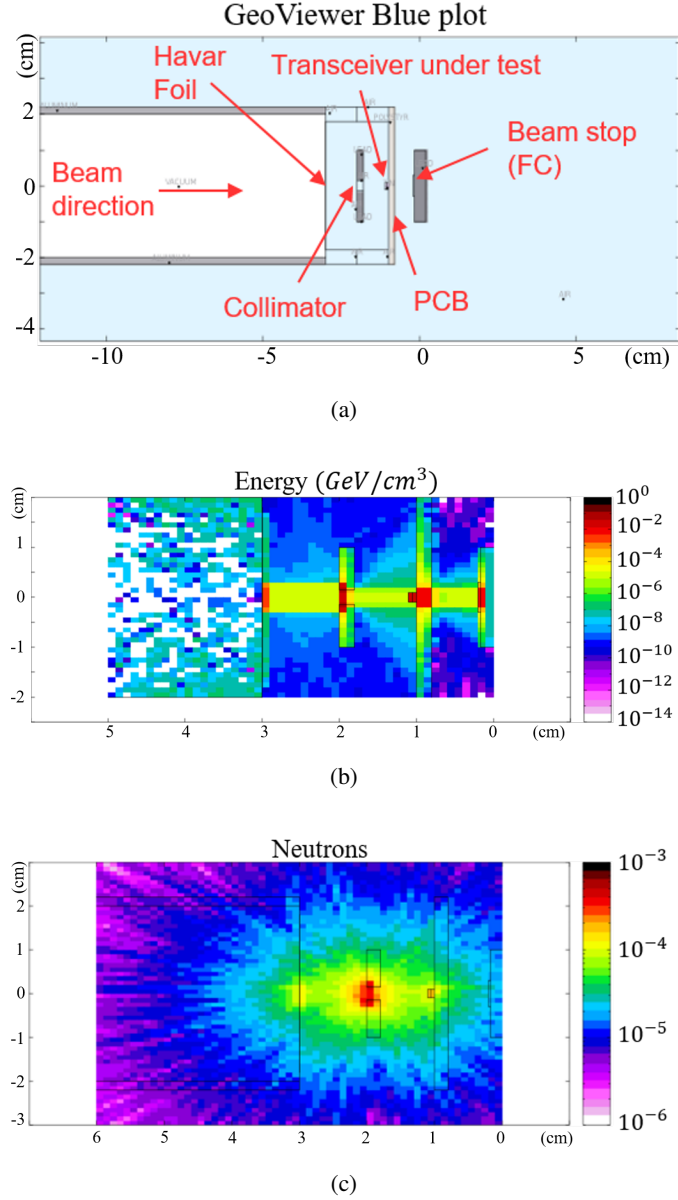 GeoViewer Blue plot
(cm)
Havar
Foil
Transceiver under test
Beam stop
(FC)
Beam
direction
Collimator
PCB
VACUUM
AIR
2
0
-2
-4
-10 -5 0 5 (cm)
(a)
Energy (GeV/cm³)
(cm)
1
0
-1
-2
5 4 3 2 1 0 (cm)
10⁰
10⁻²
10⁻⁴
10⁻⁶
10⁻⁸
10⁻¹⁰
10⁻¹²
10⁻¹⁴
(b)
Neutrons
(cm)
2
1
0
-1
-2
-3
6 5 4 3 2 1 0 (cm)
10⁻³
10⁻⁴
10⁻⁵
10⁻⁶
(c)